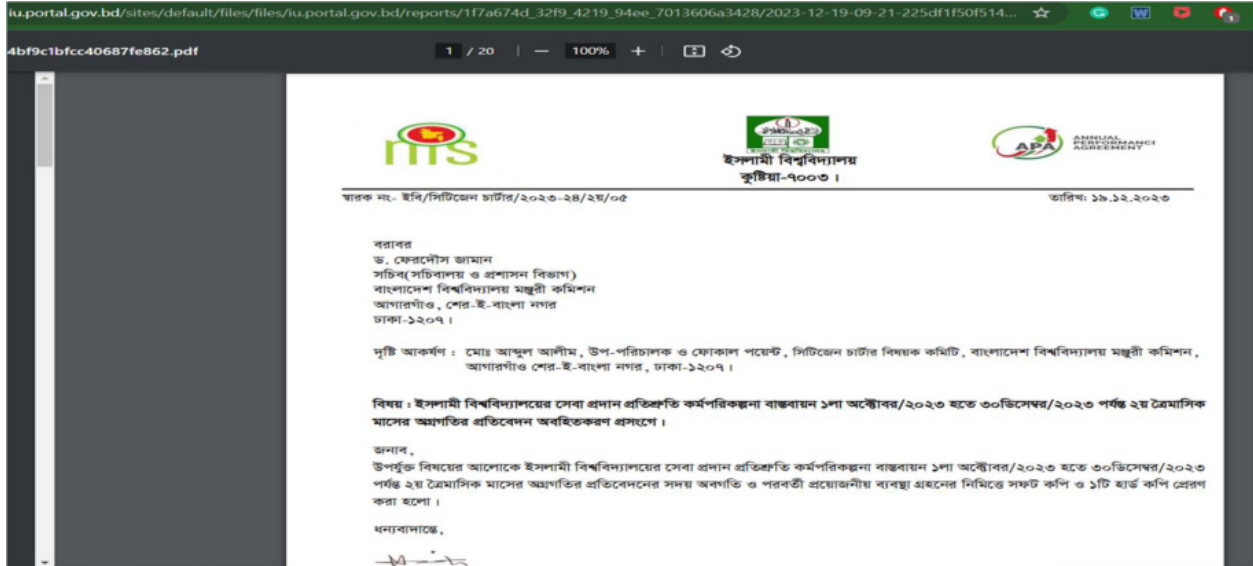 iu.portal.gov.bd/sites/default/files/files/iu.portal.gov.bd/reports/1f7a674d_32f9_4219_94ee_7013606a3428/2023-12-19-09-21-225df1f50f514...
4bf9c1bfcc40687fe862.pdf 1 / 20 100%
ইসলামী বিশ্ববিদ্যালয়
কুষ্টিয়া-৭০০৩।
APA ANNUAL PERFORMANCE AGREEMENT
স্মারক নং- ইবি/সিটিজেন চার্টার/২০২৩-২৪/২য়/০৫ তারিখ: ১৯.১২.২০২৩
বরাবর
ড. ফেরদৌস জামান
সচিব(সচিবালয় ও প্রশাসন বিভাগ)
বাংলাদেশ বিশ্ববিদ্যালয় মঞ্জুরী কমিশন
আগারগাঁও, শের-ই-বাংলা নগর
ঢাকা-১২০৭।
দৃষ্টি আকর্ষণ : মোঃ আব্দুল আলীম, উপ-পরিচালক ও ফোকাল পয়েন্ট, সিটিজেন চার্টার বিষয়ক কমিটি, বাংলাদেশ বিশ্ববিদ্যালয় মঞ্জুরী কমিশন,
আগারগাঁও শের-ই-বাংলা নগর, ঢাকা-১২০৭।
বিষয় : ইসলামী বিশ্ববিদ্যালয়ের সেবা প্রদান প্রতিশ্রুতি কর্মপরিকল্পনা বাস্তবায়ন ১লা অক্টোবর/২০২৩ হতে ৩০ডিসেম্বর/২০২৩ পর্যন্ত ২য় ত্রৈমাসিক
মাসের অগ্রগতির প্রতিবেদন অবহিতকরণ প্রসংগে।
জনাব,
উপর্যুক্ত বিষয়ের আলোকে ইসলামী বিশ্ববিদ্যালয়ের সেবা প্রদান প্রতিশ্রুতি কর্মপরিকল্পনা বাস্তবায়ন ১লা অক্টোবর/২০২৩ হতে ৩০ডিসেম্বর/২০২৩
পর্যন্ত ২য় ত্রৈমাসিক মাসের অগ্রগতির প্রতিবেদনের সদয় অবগতি ও পরবর্তী প্রয়োজনীয় ব্যবস্থা গ্রহনের নিমিত্তে সফট কপি ও ১টি হার্ড কপি প্রেরণ
করা হলো।
ধন্যবাদান্তে,